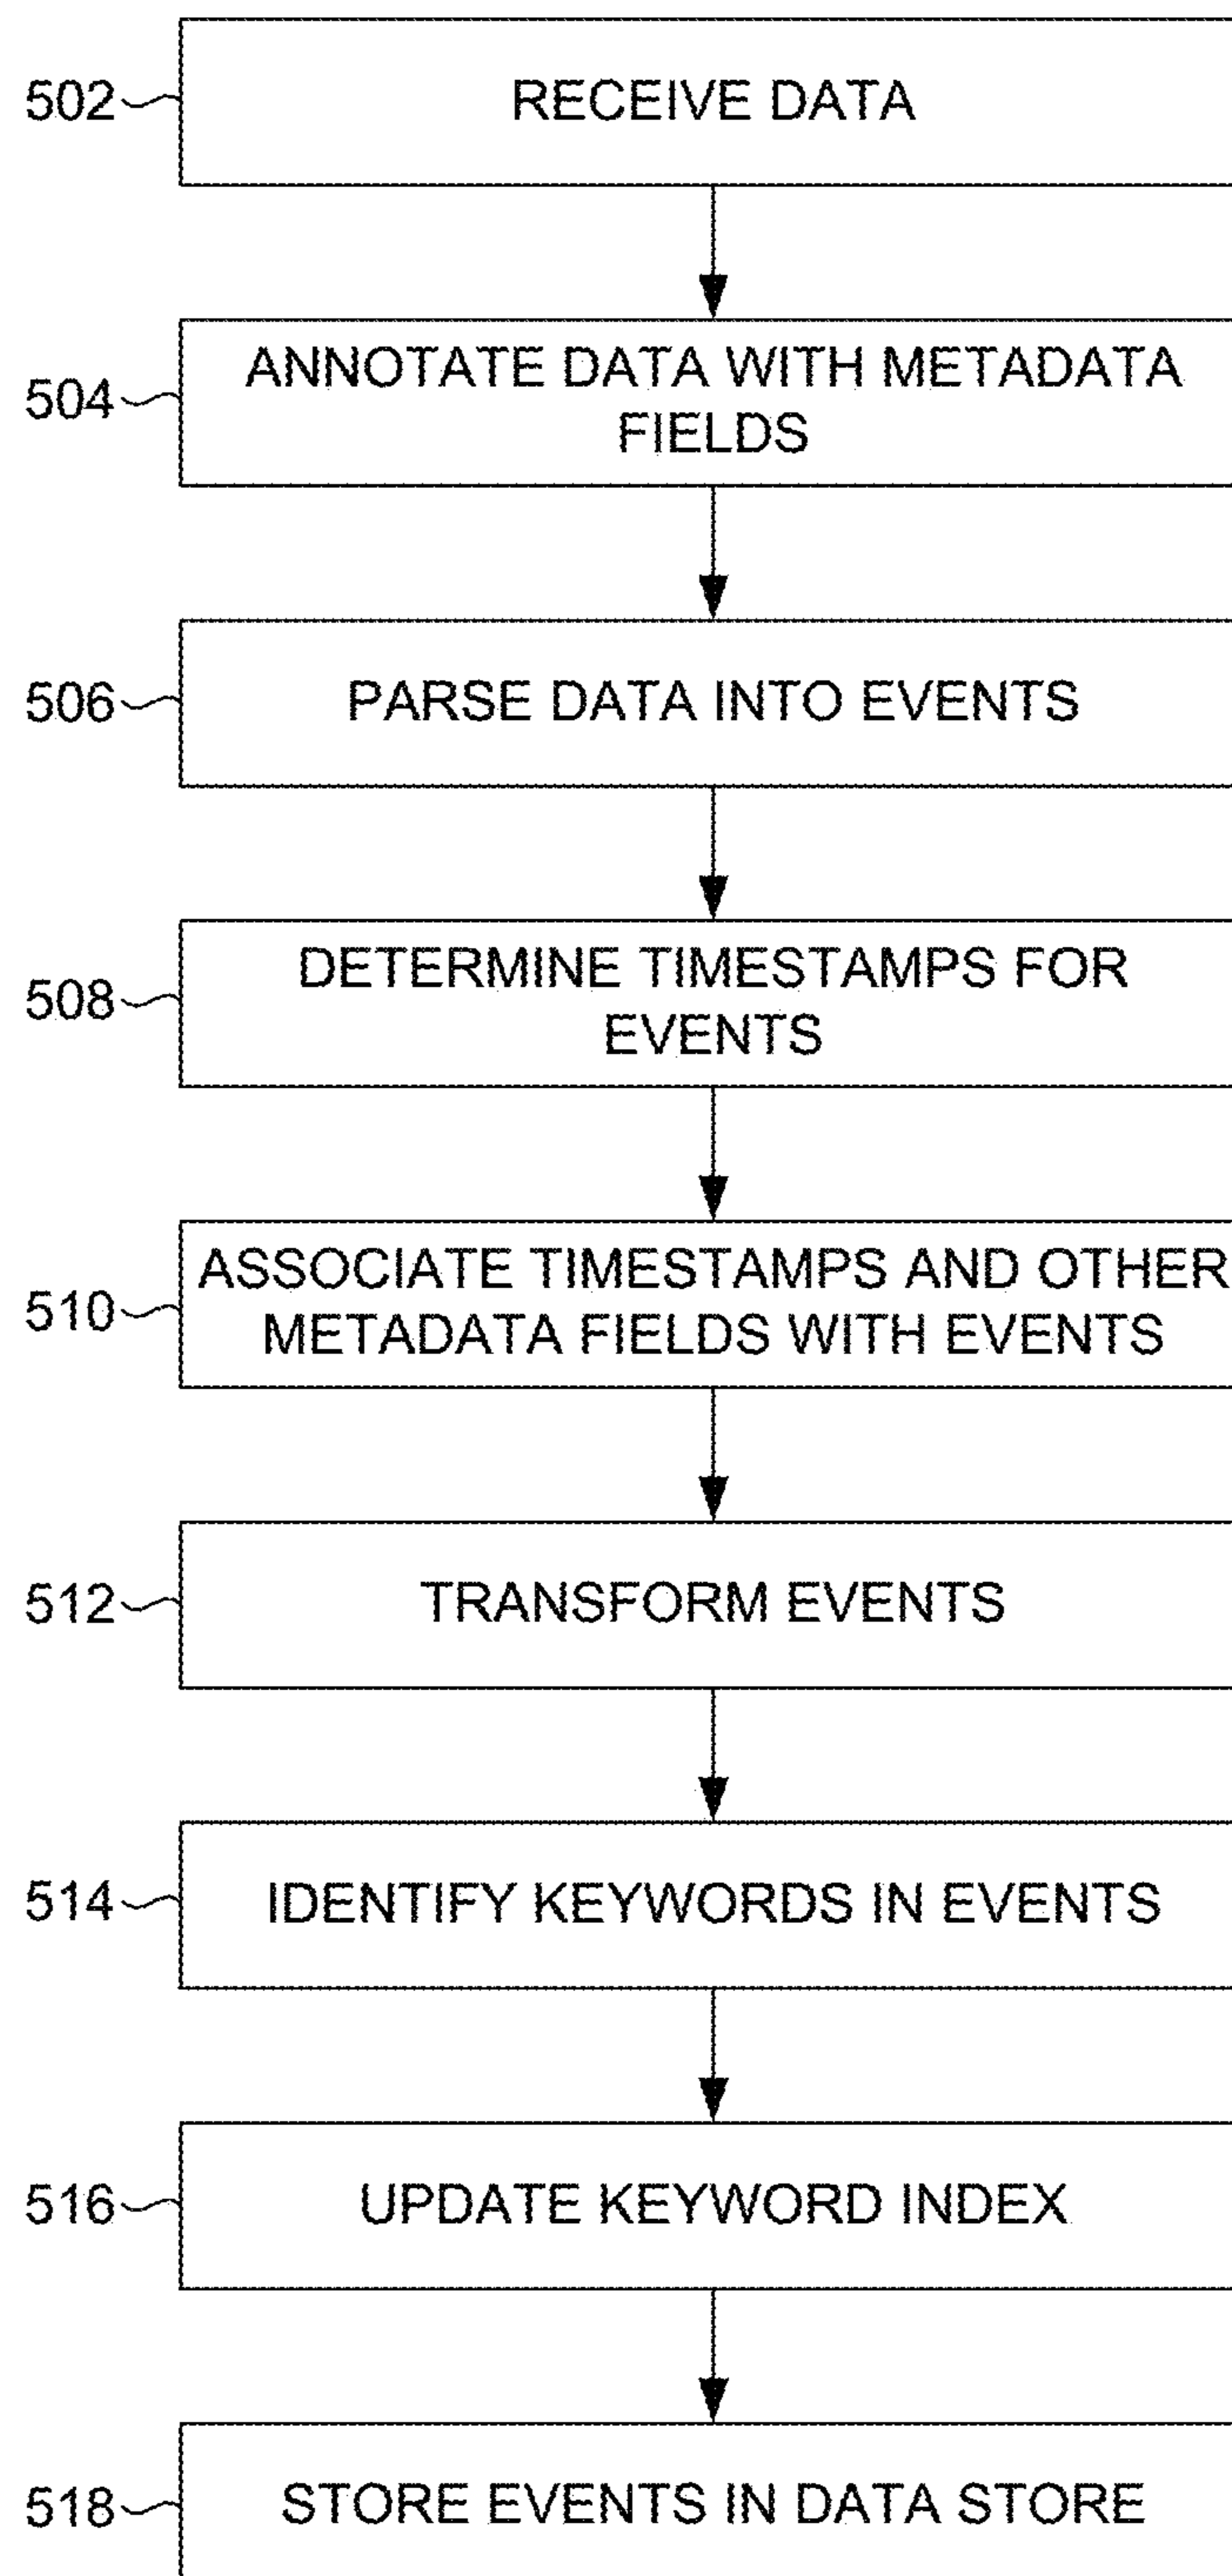 502
RECEIVE DATA
504
ANNOTATE DATA WITH METADATA
FIELDS
506
PARSE DATA INTO EVENTS
508
DETERMINE TIMESTAMPS FOR
EVENTS
510
ASSOCIATE TIMESTAMPS AND OTHER
METADATA FIELDS WITH EVENTS
512
TRANSFORM EVENTS
514
IDENTIFY KEYWORDS IN EVENTS
516
UPDATE KEYWORD INDEX
518
STORE EVENTS IN DATA STORE